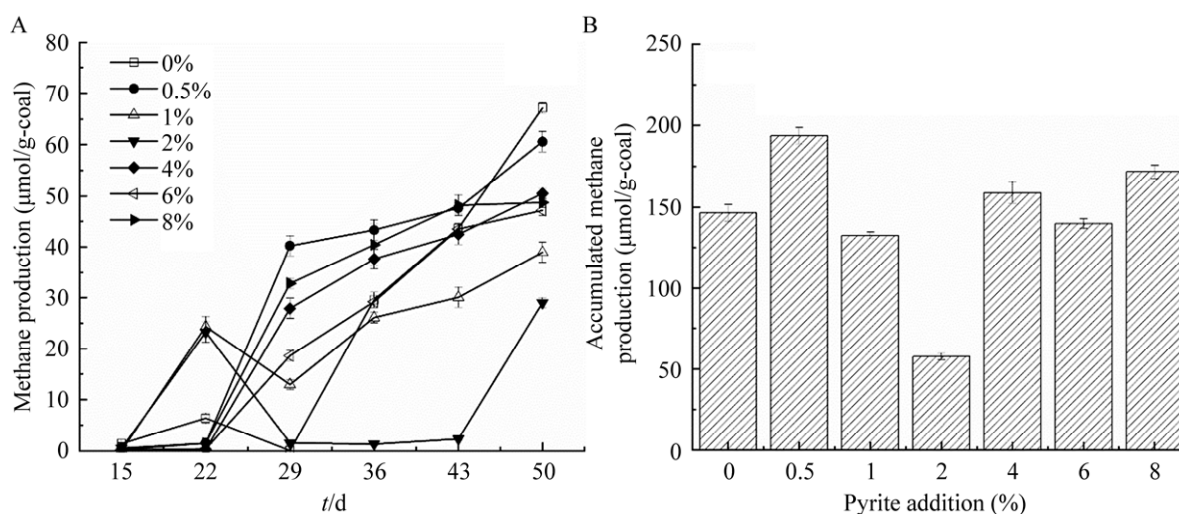 A
Methane production (μmol/g-coal)
80
70
60
50
40
30
20
10
0
0%
0.5%
1%
2%
4%
6%
8%
15 22 29 36 43 50
t/d
B
Accumulated methane
production (μmol/g-coal)
250
200
150
100
50
0
0 0.5 1 2 4 6 8
Pyrite addition (%)